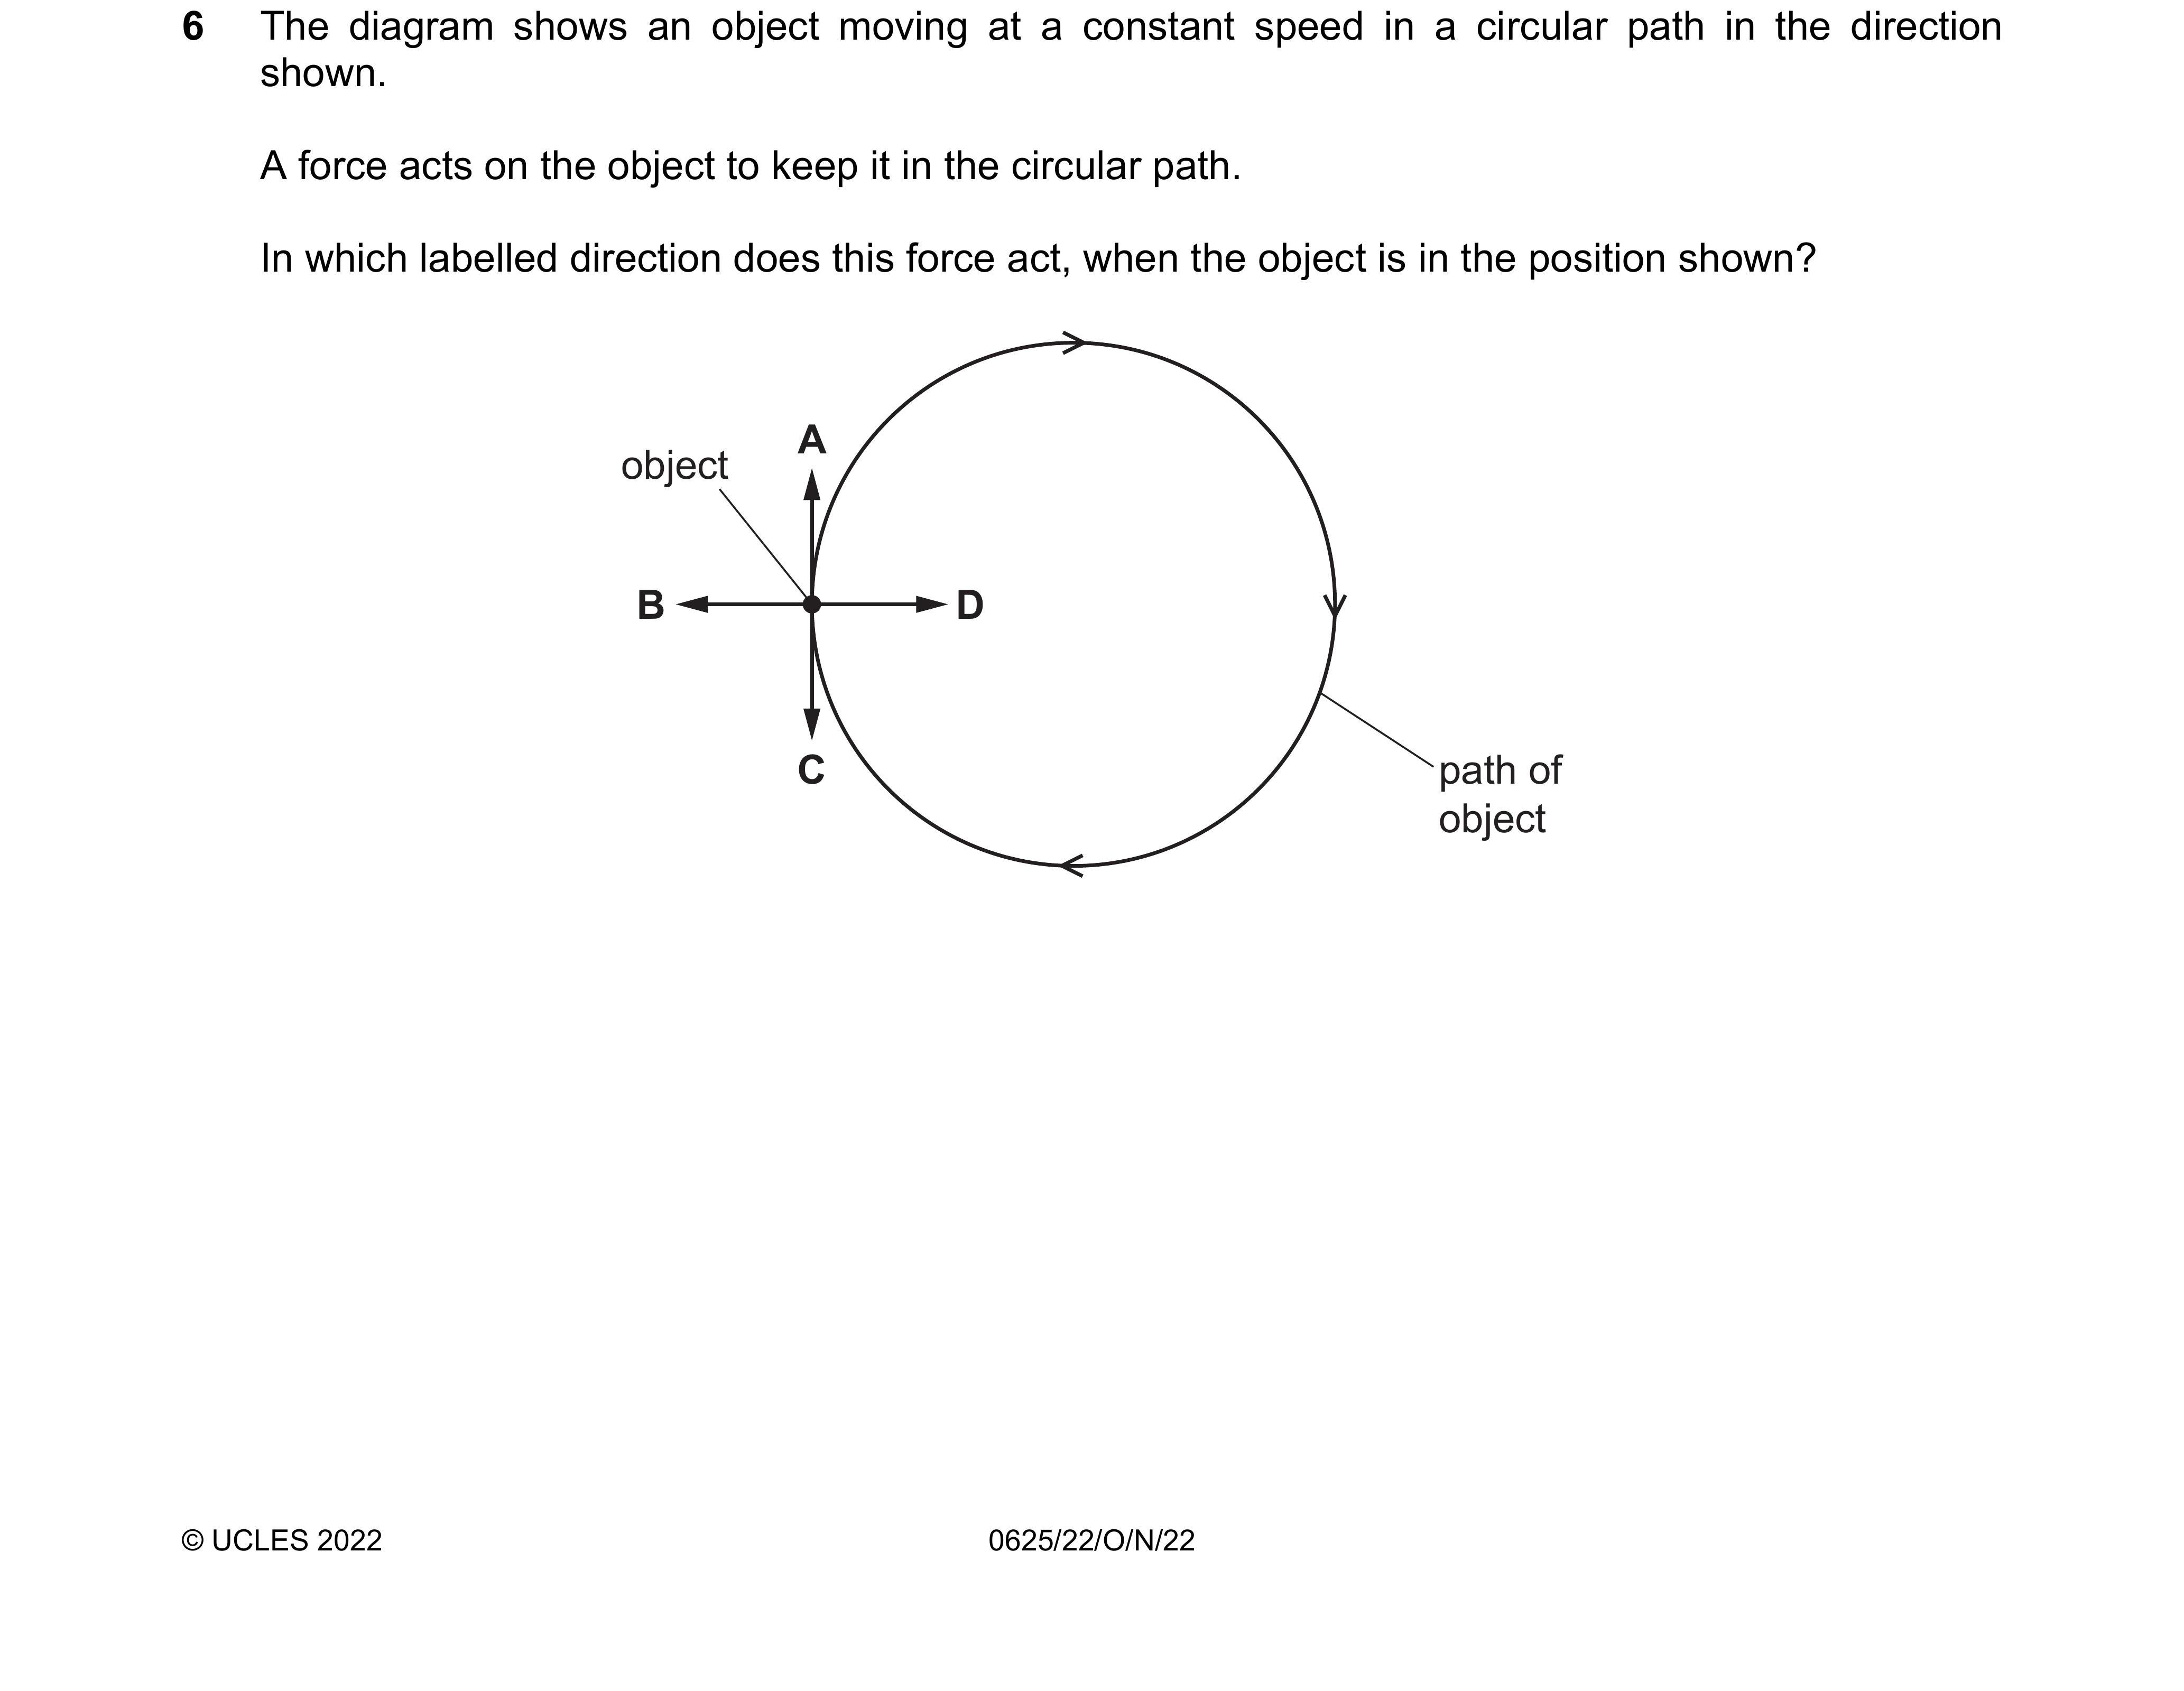 6 The diagram shows an object moving at a constant speed in a circular path in the direction
shown.
A force acts on the object to keep it in the circular path.
In which labelled direction does this force act, when the object is in the position shown?
A
object
B
D
C
path of
object
© UCLES 2022
0625/22/O/N/22